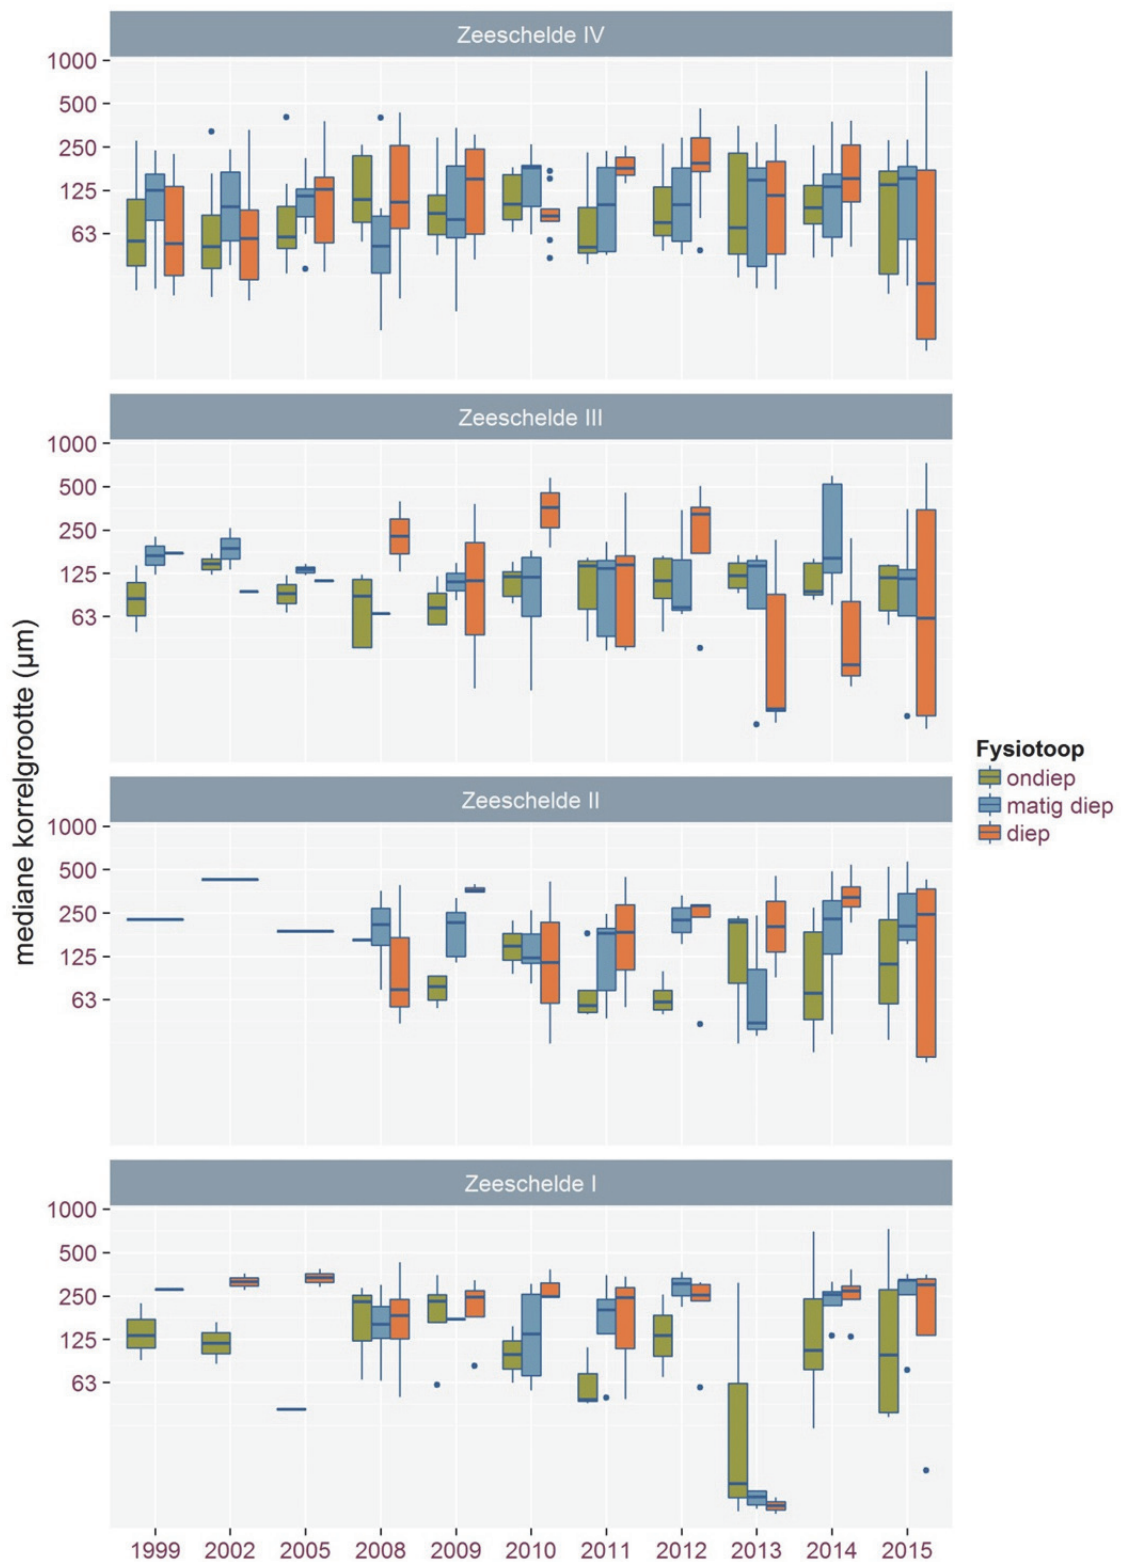 Zeeschelde IV
1000
500
250
125
63
Zeeschelde III
1000
500
250
125
63
mediane korrelgrootte (µm)
Fysiotoop
ondiep
matig diep
diep
Zeeschelde II
1000
500
250
125
63
Zeeschelde I
1000
500
250
125
63
1999 2002 2005 2008 2009 2010 2011 2012 2013 2014 2015